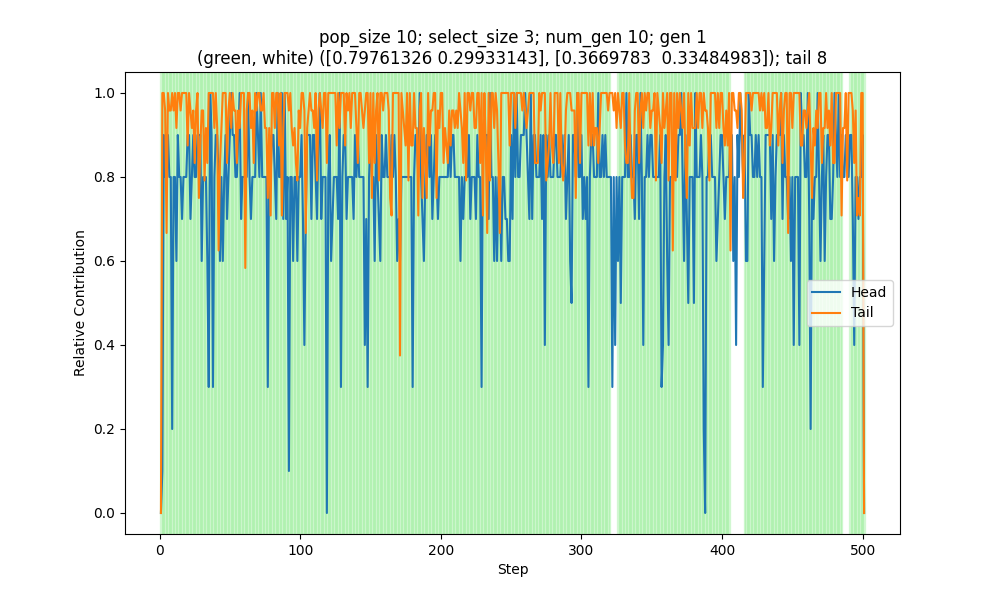 pop_size 10; select_size 3; num_gen 10; gen 1
(green, white) ([0.79761326 0.29933143], [0.3669783  0.33484983]); tail 8
Relative Contribution
1.0
0.8
0.6
0.4
0.2
0.0
Head
Tail
0 100 200 300 400 500
Step